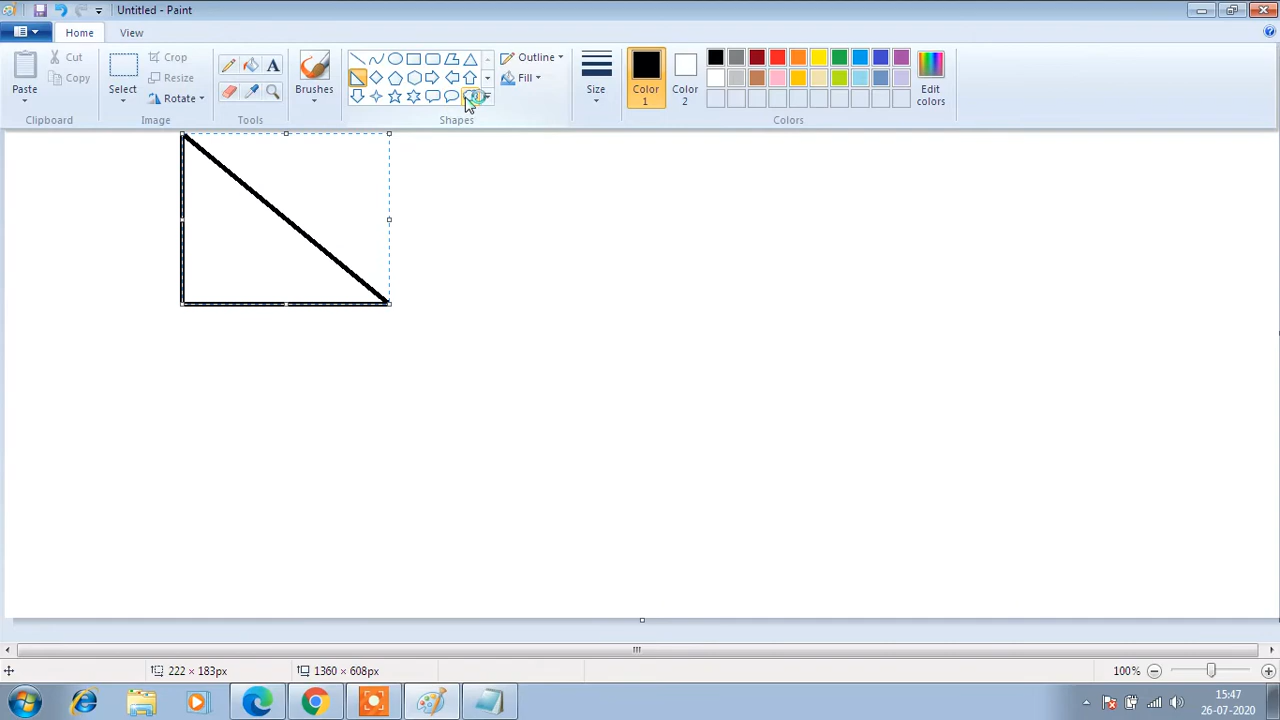 Untitled - Paint
Home
View
Paste
Cut
Copy
Clipboard
Select
Crop
Resize
Rotate
Image
A
Tools
Brushes
Outline
Fill
Shapes
Size
Color
1
Color
2
Edit
colors
Colors
222 × 183px
1360 × 608px
100%
15:47
26-07-2020